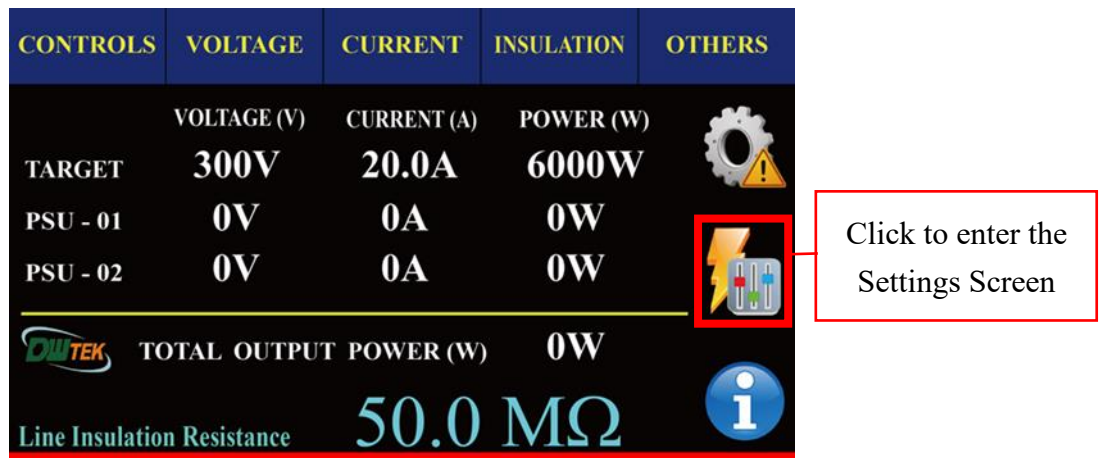 CONTROLS VOLTAGE CURRENT INSULATION OTHERS
VOLTAGE (V) CURRENT (A) POWER (W)
TARGET 300V 20.0A 6000W
PSU - 01 0V 0A 0W
PSU - 02 0V 0A 0W
Click to enter the
Settings Screen
DWTEK TOTAL OUTPUT POWER (W) 0W
Line Insulation Resistance 50.0 MΩ